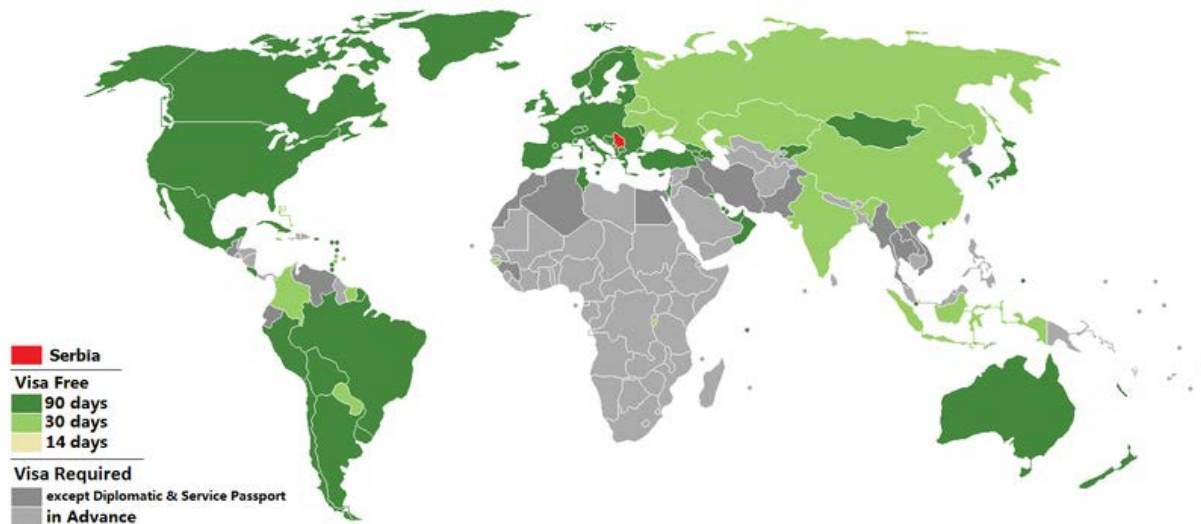 Serbia
Visa Free
90 days
30 days
14 days
Visa Required
except Diplomatic & Service Passport
in Advance